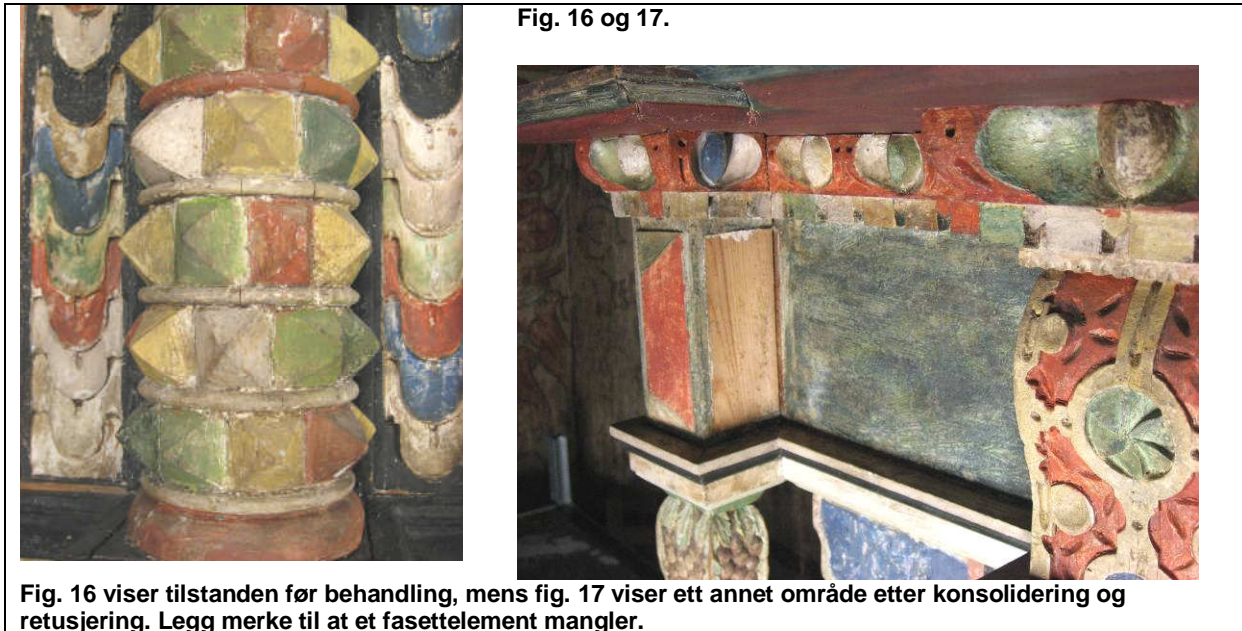 Fig. 16 og 17.
Fig. 16 viser tilstanden før behandling, mens fig. 17 viser ett annet område etter konsolidering og
retusjering. Legg merke til at et fasettelement mangler.